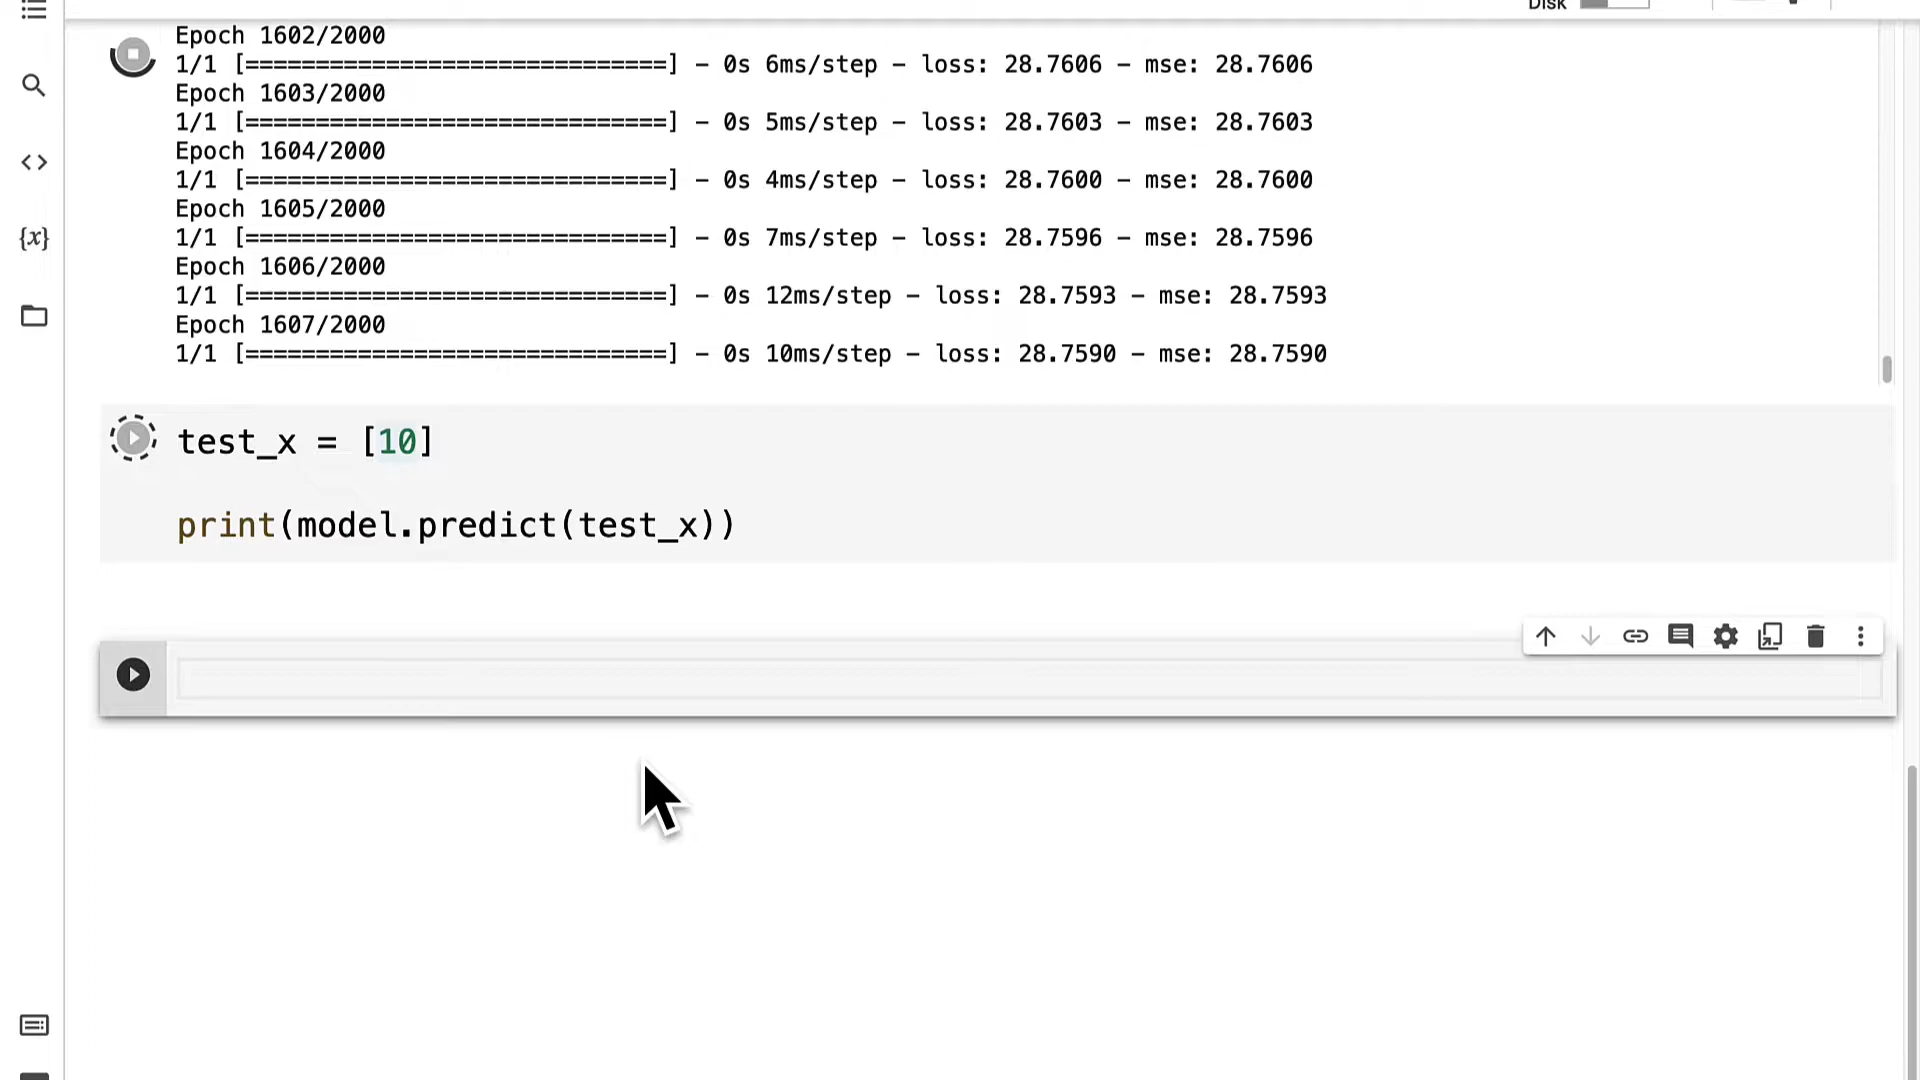 Disk
Epoch 1602/2000
1/1 [==============================] – 0s 6ms/step – loss: 28.7606 – mse: 28.7606
Epoch 1603/2000
1/1 [==============================] – 0s 5ms/step – loss: 28.7603 – mse: 28.7603
Epoch 1604/2000
1/1 [==============================] – 0s 4ms/step – loss: 28.7600 – mse: 28.7600
Epoch 1605/2000
1/1 [==============================] – 0s 7ms/step – loss: 28.7596 – mse: 28.7596
Epoch 1606/2000
1/1 [==============================] – 0s 12ms/step – loss: 28.7593 – mse: 28.7593
Epoch 1607/2000
1/1 [==============================] – 0s 10ms/step – loss: 28.7590 – mse: 28.7590
{x}
test_x = [10]
print(model.predict(test_x))